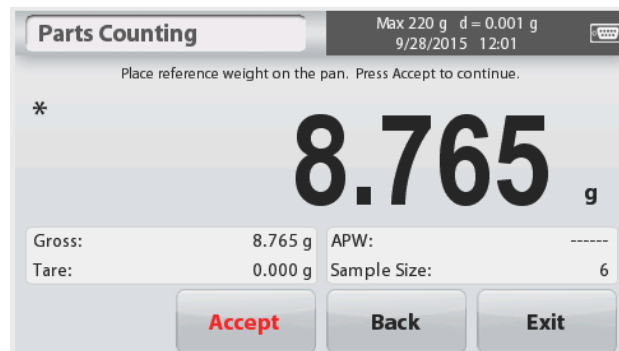 Parts Counting
Max 220 g d = 0.001 g
9/28/2015 12:01
Place reference weight on the pan. Press Accept to continue.
*
8.765 g
Gross: 8.765 g APW: ------
Tare: 0.000 g Sample Size: 6
Accept Back Exit